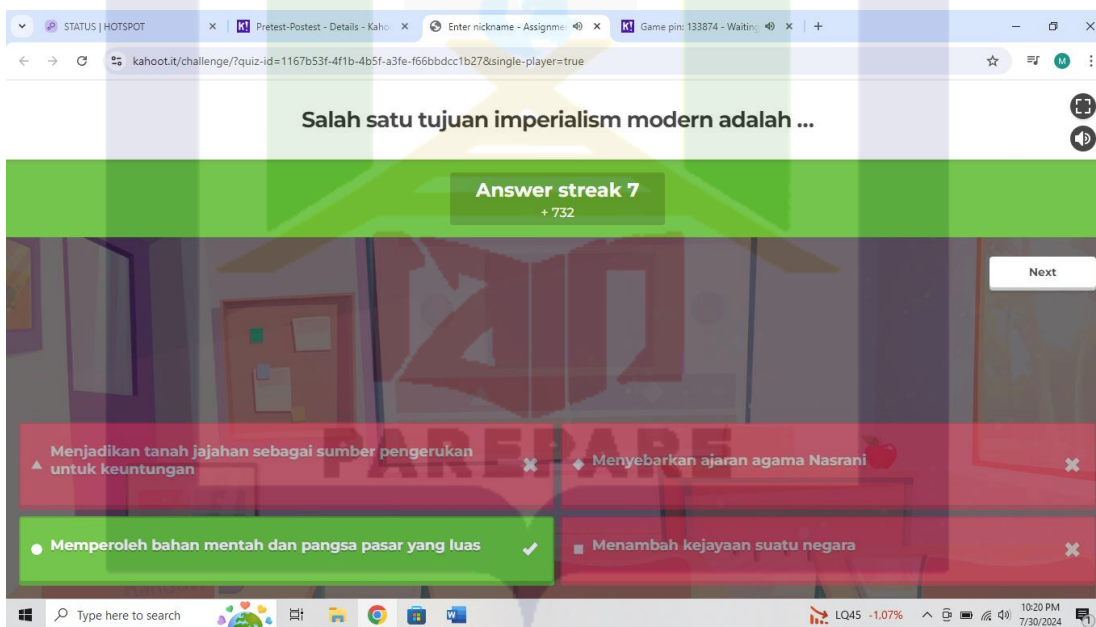 STATUS | HOTSPOT
Pretest-Postest - Details - Kaho
Enter nickname - Assignme
Game pin: 133874 - Waiting
kahoot.it/challenge/?quiz-id=1167b53f-4f1b-4b5f-a3fe-f66bbdcc1b27&single-player=true
M
Salah satu tujuan imperialism modern adalah ...
Answer streak 7
+ 732
Next
Menjadikan tanah jajahan sebagai sumber pengerukan
untuk keuntungan
Menyebarkan ajaran agama Nasrani
PAREPARE
Memperoleh bahan mentah dan pangsa pasar yang luas
Menambah kejayaan suatu negara
Type here to search
LQ45 -1,07%
10:20 PM
7/30/2024